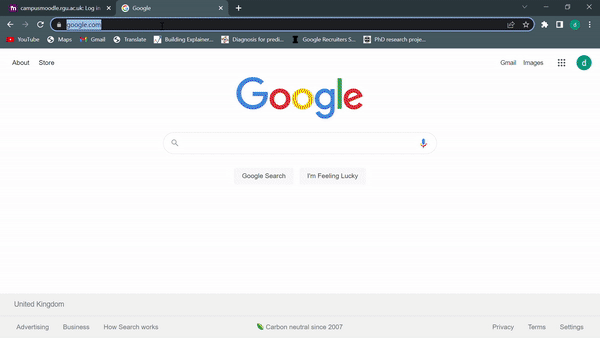 campusmoodle.rgu.ac.uk: Log in
Google
google.com
YouTube
Maps
Gmail
Translate
Building Explainer...
Diagnosis for predi...
Google Recruiters S...
PhD research proje...
About
Store
Gmail
Images
d
Google
Google Search
I'm Feeling Lucky
United Kingdom
Advertising
Business
How Search works
Carbon neutral since 2007
Privacy
Terms
Settings